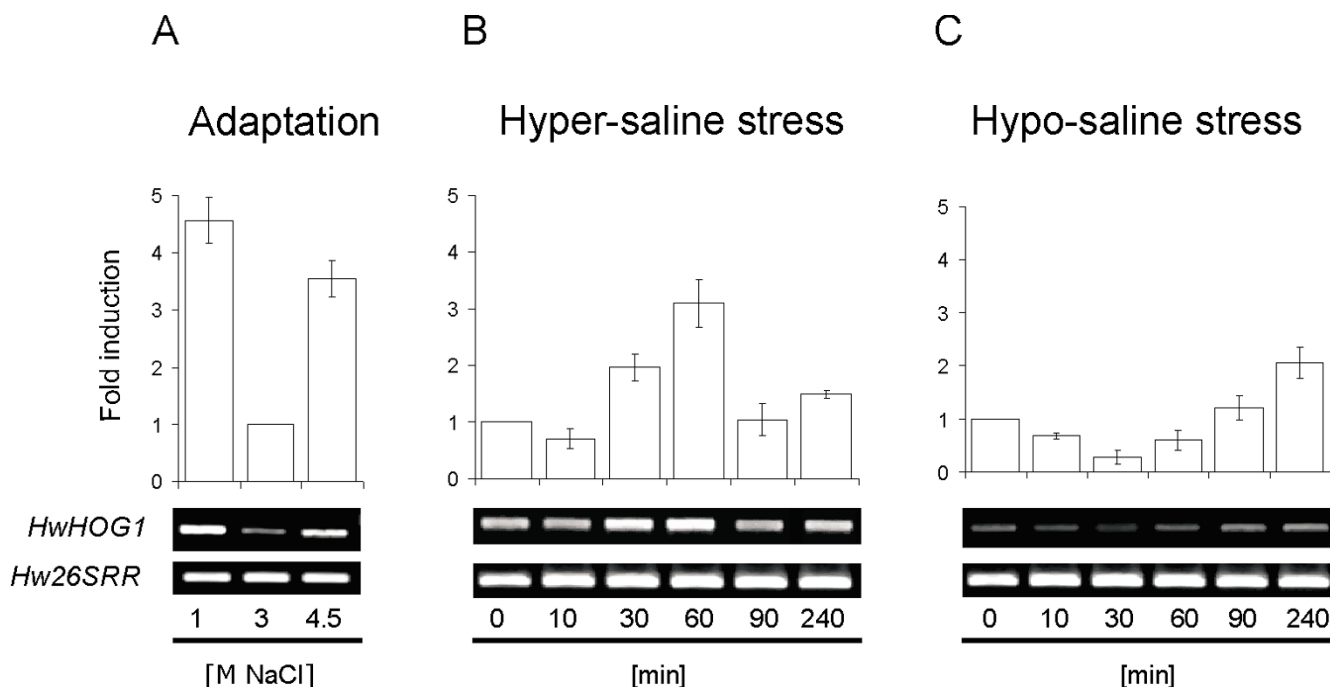 A
B
C
Adaptation
Hyper-saline stress
Hypo-saline stress
Fold induction
5
4
3
2
1
0
5
4
3
2
1
0
5
4
3
2
1
0
HwHOG1
Hw26SRR
1 3 4.5
0 10 30 60 90 240
0 10 30 60 90 240
[M NaCl]
[min]
[min]